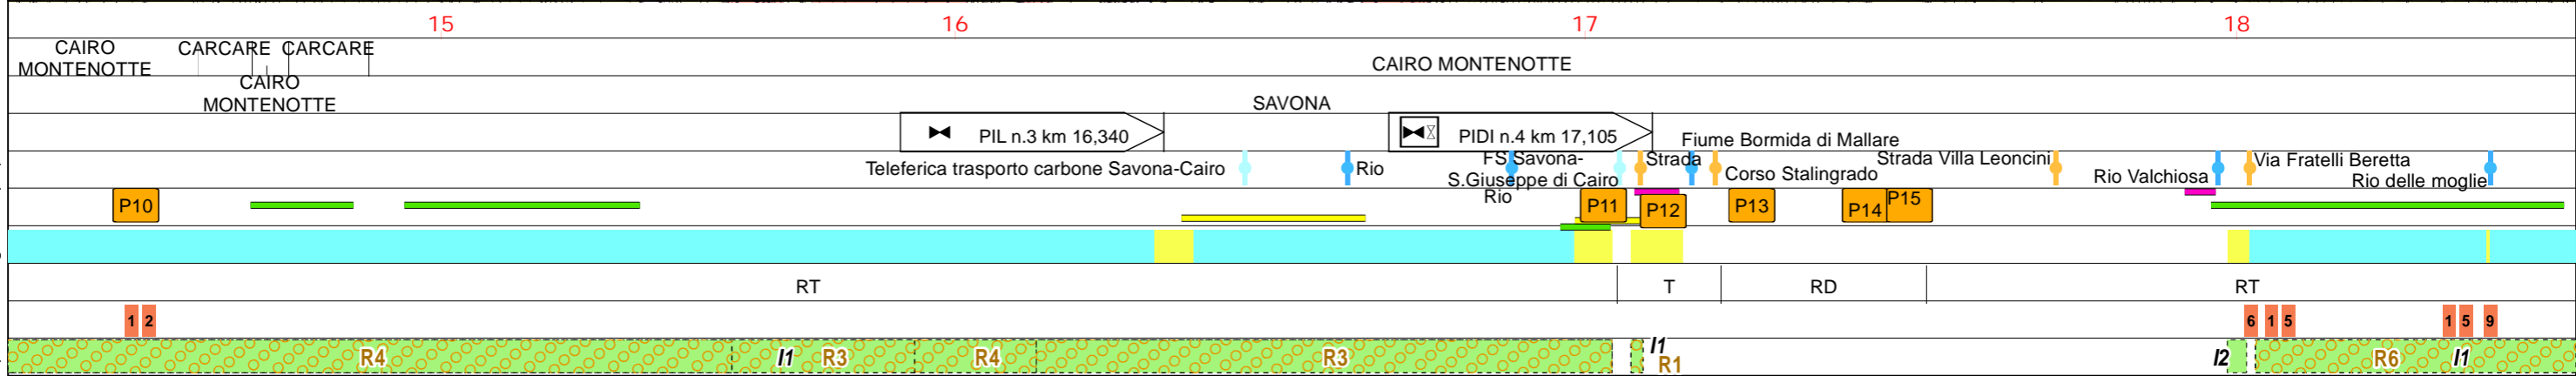 15 16 17 18
CAIRO MONTENOTTE CARCARE CARCARE CAIRO MONTENOTTE
CAIRO MONTENOTTE
SAVONA
PIL n.3 km 16,340 PIDI n.4 km 17,105
Fiume Bormida di Mallare
Teleferica trasporto carbone Savona-Cairo Rio FS Savona-S.Giuseppe di Cairo Strada Strada Villa Leoncini Via Fratelli Beretta
Rio Corso Stalingrado Rio Valchiosa Rio delle moglie
P10 P11 P12 P13 P14 P15
RT T RD RT
1 2 6 1 5 1 5 9
R4 I1 R3 R4 R3 I1 R1 I2 R6 I1